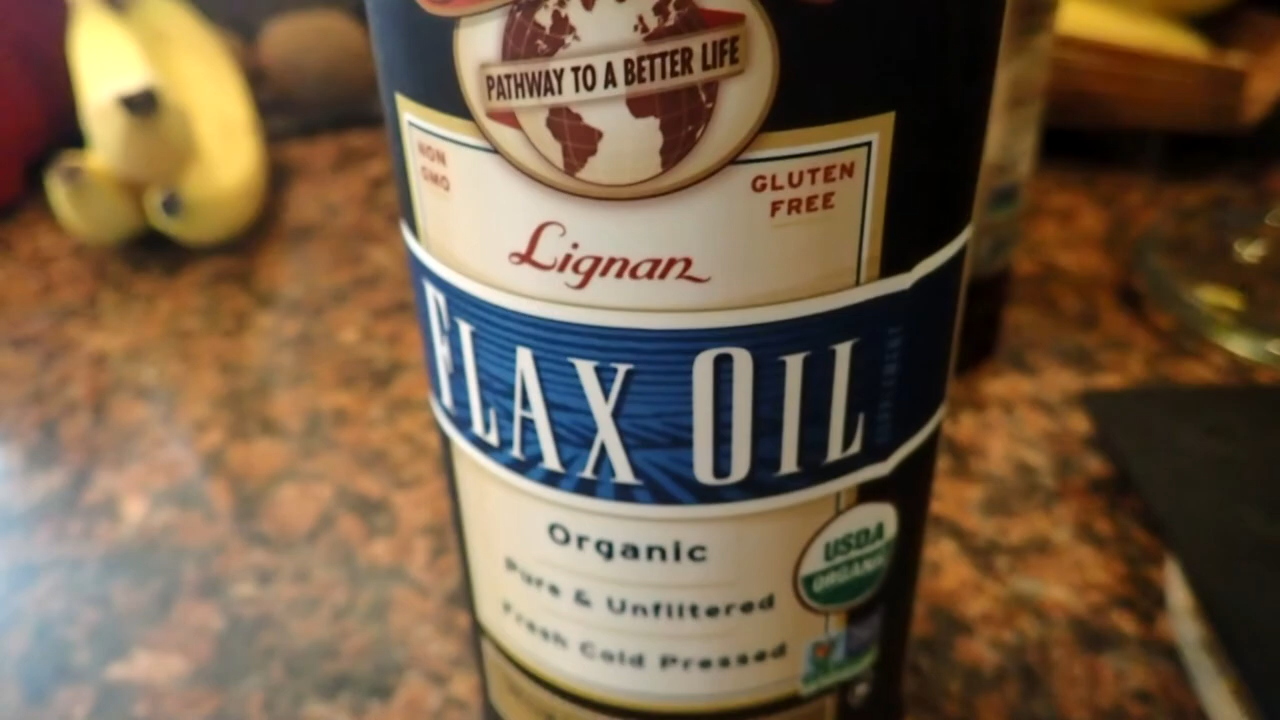 PATHWAY TO A BETTER LIFE
NON
GMO
GLUTEN
FREE
Lignan
FLAX OIL
SUPPLEMENT
Organic
USDA
ORGANIC
Pure & Unfiltered
Fresh Cold Pressed